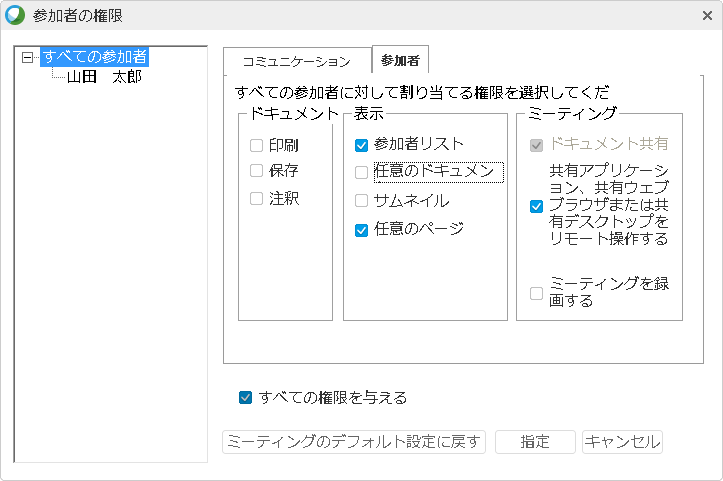 参加者の権限
すべての参加者
山田　太郎
コミュニケーション
参加者
すべての参加者に対して割り当てる権限を選択してくだ
ドキュメント
印刷
保存
注釈
表示
参加者リスト
任意のドキュメン
サムネイル
任意のページ
ミーティング
ドキュメント共有
共有アプリケーシ
ョン、共有ウェブ
ブラウザまたは共
有デスクトップを
リモート操作する
ミーティングを録
画する
すべての権限を与える
ミーティングのデフォルト設定に戻す
指定
キャンセル